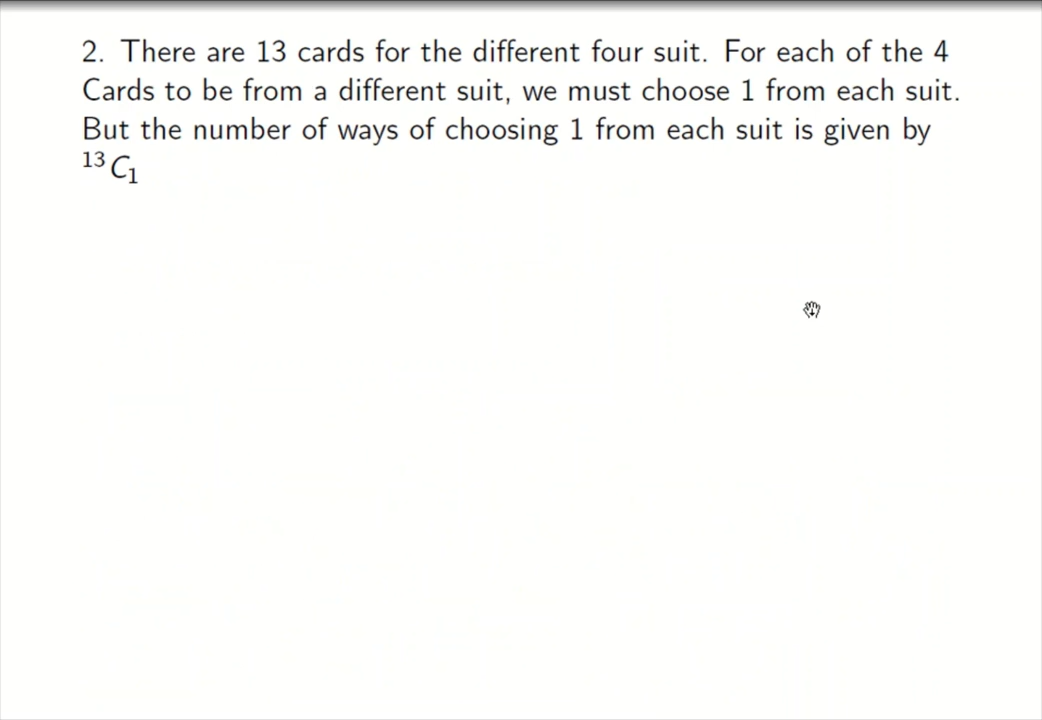 2. There are 13 cards for the different four suit. For each of the 4
Cards to be from a different suit, we must choose 1 from each suit.
But the number of ways of choosing 1 from each suit is given by
¹³C₁